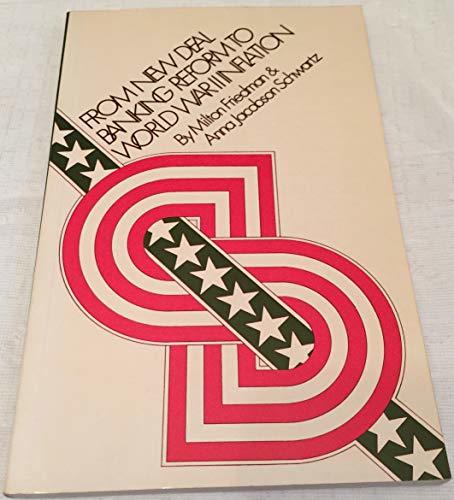 FROM NEW DEAL
BANKING REFORM TO
WORLD WAR II INFLATION
By Milton Friedman &
Anna Jacobson Schwartz